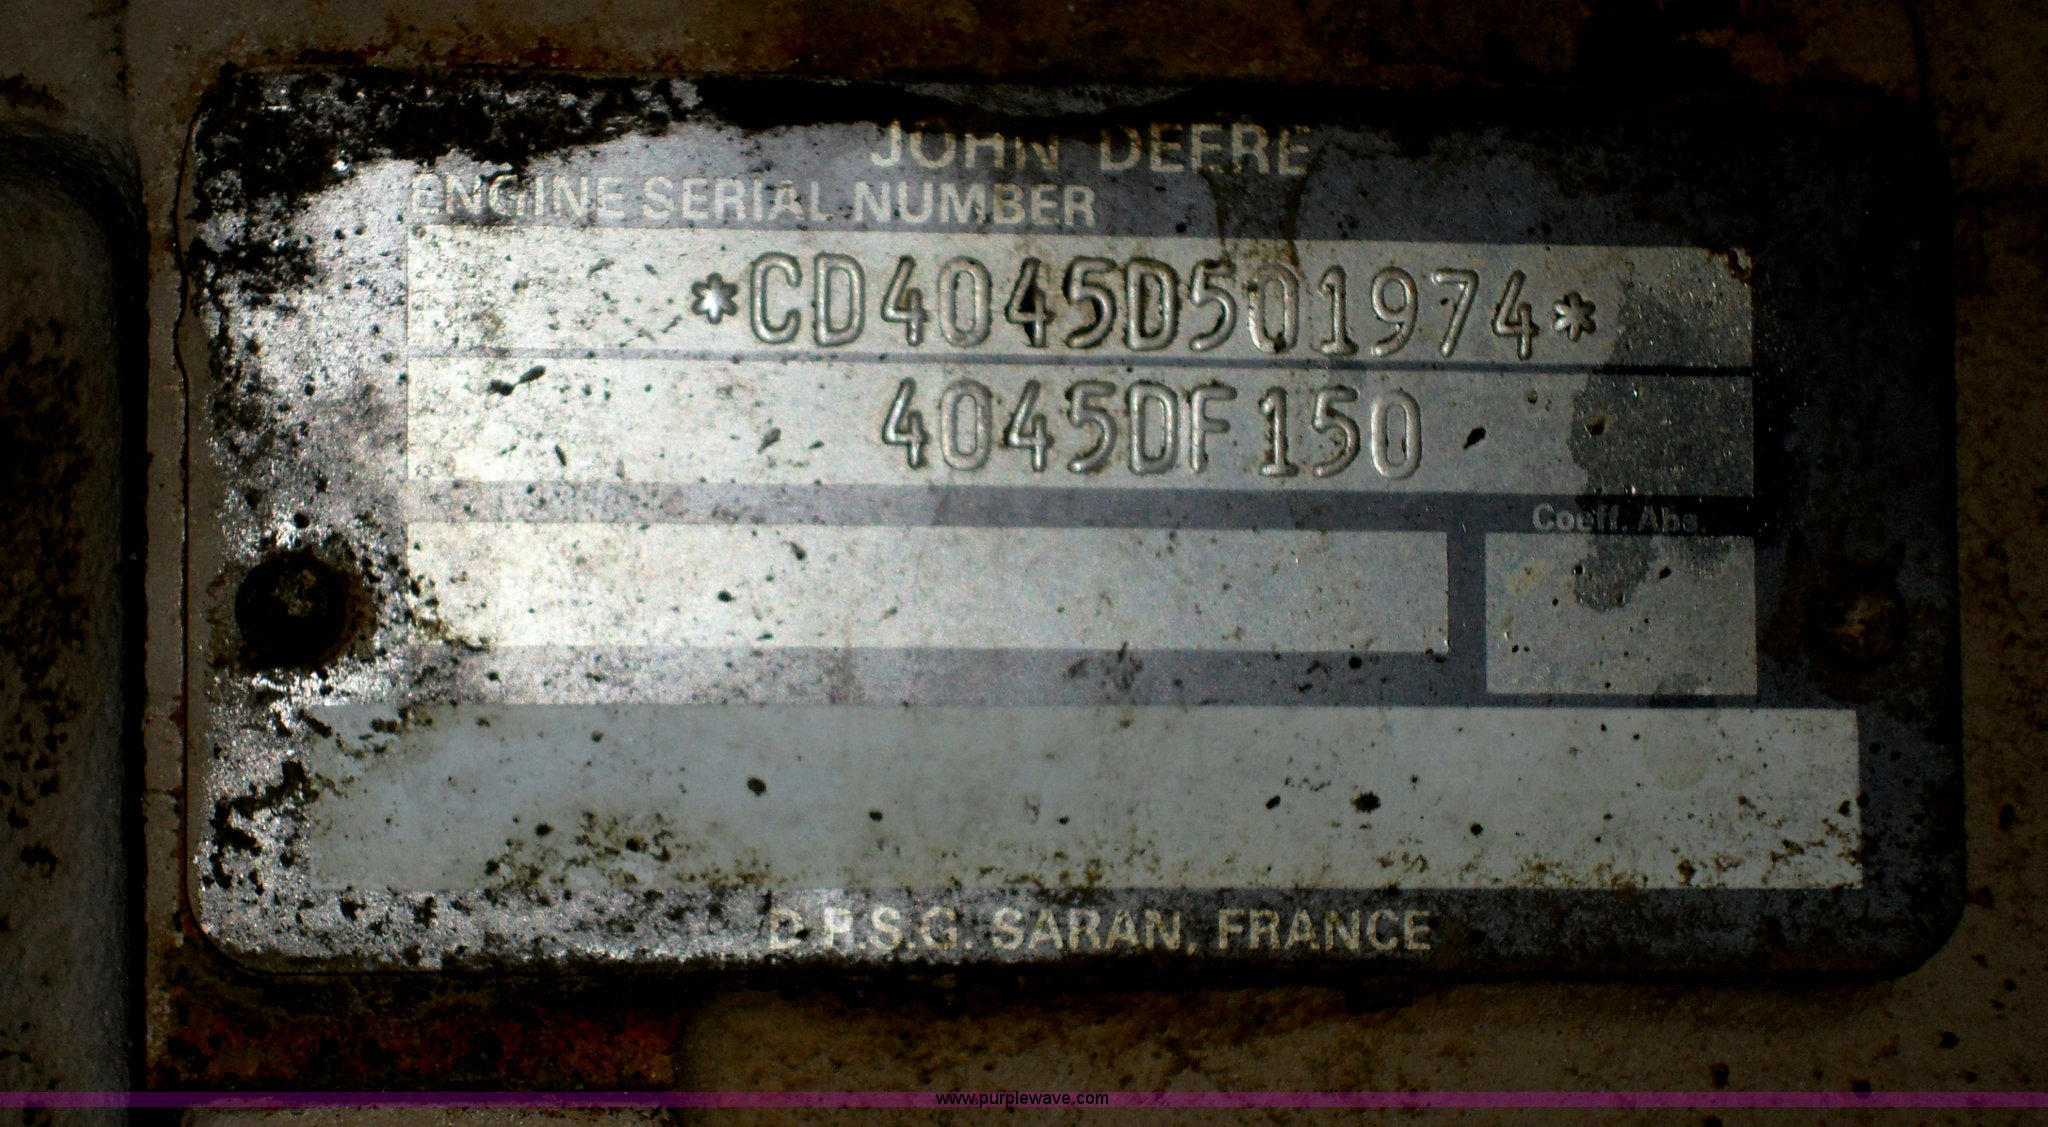 JOHN DEERE
ENGINE SERIAL NUMBER
*CD4045D501974*
4045DF150
Coeff. Abs.
D.P.S.G. SARAN, FRANCE
www.purplewave.com